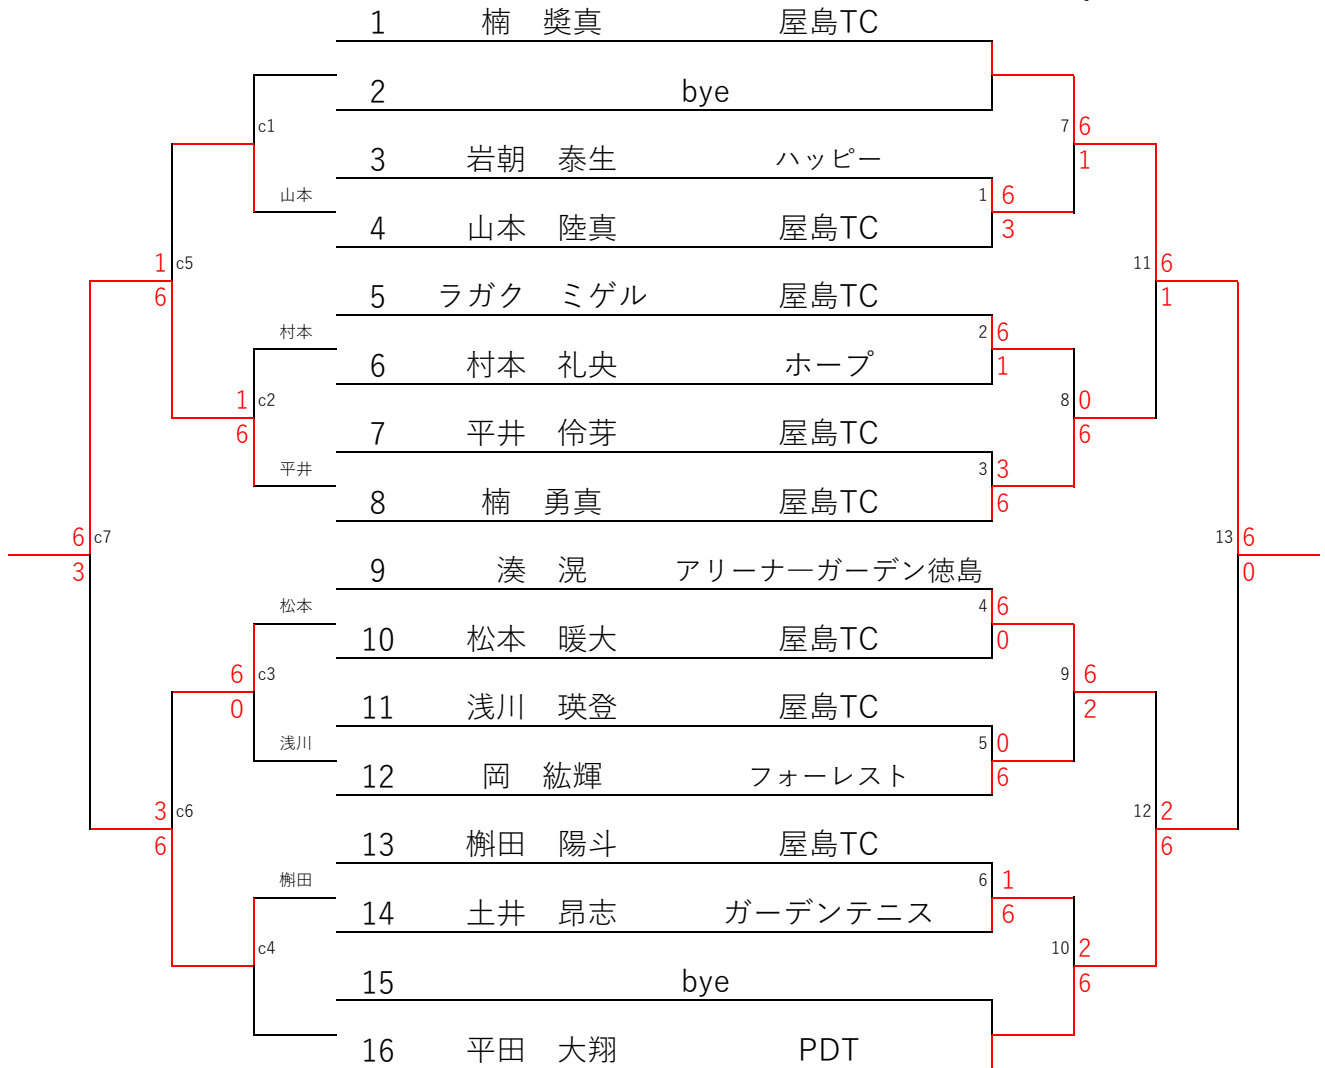 1 楠 奬真 屋島TC
2 bye
c1 7 6
3 岩朝 泰生 ハッピー 1
山本 1 6
4 山本 陸真 屋島TC 3
1 c5 11 6
6 5 ラガク ミゲル 屋島TC 1
村本 2 6
6 村本 礼央 ホープ 1
1 c2 8 0
6 7 平井 伶芽 屋島TC 6
平井 3 3
8 楠 勇真 屋島TC 6
6 c7 13 6
3 9 湊 滉 アリーナーガーデン徳島 0
松本 4 6
10 松本 暖大 屋島TC 0
6 c3 9 6
0 11 浅川 瑛登 屋島TC 2
浅川 5 0
12 岡 紘輝 フォーレスト 6
3 c6 12 2
6 13 槲田 陽斗 屋島TC 6
槲田 6 1
14 土井 昂志 ガーデンテニス 6
c4 10 2
15 bye 6
16 平田 大翔 PDT